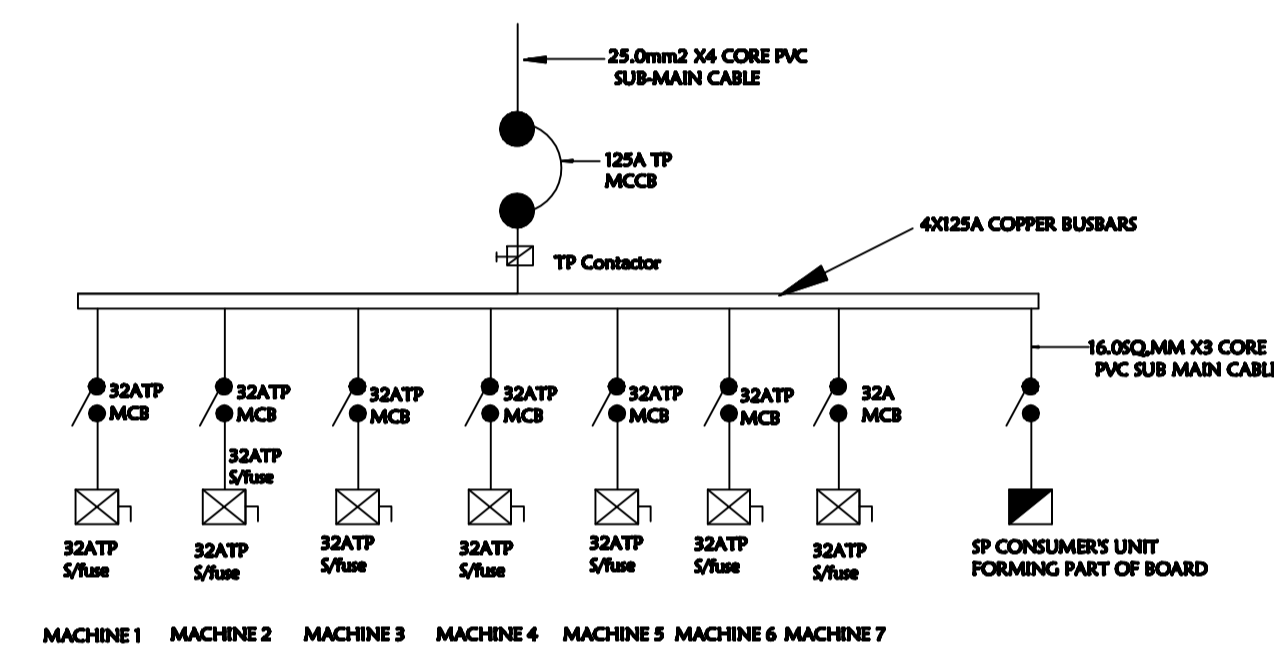 25.0mm2 X4 CORE PVC
SUB-MAIN CABLE
125A TP
MCCB
4X125A COPPER BUSBARS
TP Contactor
16.0SQ,MM X3 CORE
PVC SUB MAIN CABLE
32ATP
MCB
32ATP
MCB
32ATP
MCB
32ATP
MCB
32ATP
MCB
32ATP
MCB
32A
MCB
32ATP
S/fuse
32ATP
S/fuse
32ATP
S/fuse
32ATP
S/fuse
32ATP
S/fuse
32ATP
S/fuse
32ATP
S/fuse
32ATP
S/fuse
SP CONSUMER'S UNIT
FORMING PART OF BOARD
MACHINE 1
MACHINE 2
MACHINE 3
MACHINE 4
MACHINE 5
MACHINE 6
MACHINE 7